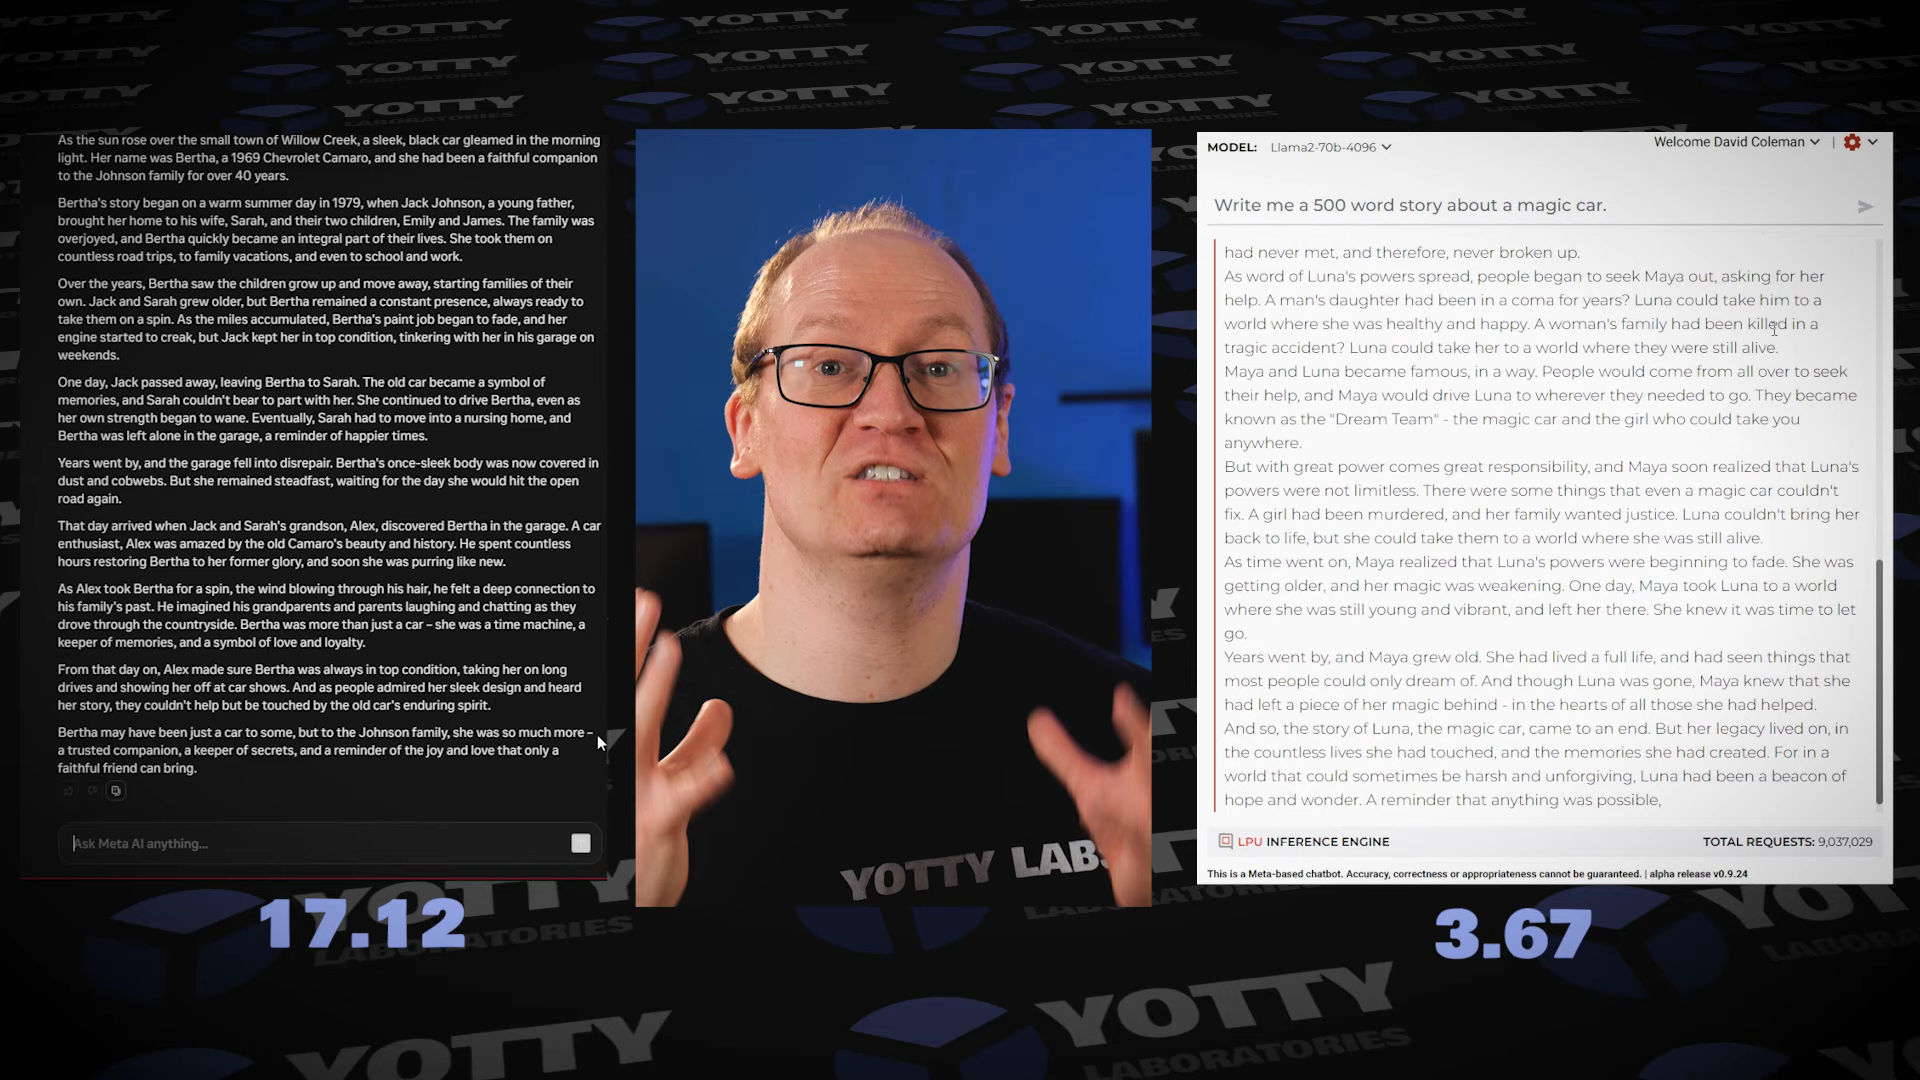 YOTTY
LABORATORIES
As the sun rose over the small town of Willow Creek, a sleek, black car gleamed in the morning
light. Her name was Bertha, a 1969 Chevrolet Camaro, and she had been a faithful companion
to the Johnson family for over 40 years.
Bertha's story began on a warm summer day in 1979, when Jack Johnson, a young father,
brought her home to his wife, Sarah, and their two children, Emily and James. The family was
overjoyed, and Bertha quickly became an integral part of their lives. She took them on
countless road trips, to family vacations, and even to school and work.
Over the years, Bertha saw the children grow up and move away, starting families of their
own. Jack and Sarah grew older, but Bertha remained a constant presence, always ready to
take them on a spin. As the miles accumulated, Bertha's paint job began to fade, and her
engine started to creak, but Jack kept her in top condition, tinkering with her in his garage on
weekends.
One day, Jack passed away, leaving Bertha to Sarah. The old car became a symbol of
memories, and Sarah couldn't bear to part with her. She continued to drive Bertha, even as
her own strength began to wane. Eventually, Sarah had to move into a nursing home, and
Bertha was left alone in the garage, a reminder of happier times.
Years went by, and the garage fell into disrepair. Bertha's once-sleek body was now covered in
dust and cobwebs. But she remained steadfast, waiting for the day she would hit the open
road again.
That day arrived when Jack and Sarah's grandson, Alex, discovered Bertha in the garage. A car
enthusiast, Alex was amazed by the old Camaro's beauty and history. He spent countless
hours restoring Bertha to her former glory, and soon she was purring like new.
As Alex took Bertha for a spin, the wind blowing through his hair, he felt a deep connection to
his family's past. He imagined his grandparents and parents laughing and chatting as they
drove through the countryside. Bertha was more than just a car – she was a time machine, a
keeper of memories, and a symbol of love and loyalty.
From that day on, Alex made sure Bertha was always in top condition, taking her on long
drives and showing her off at car shows. And as people admired her sleek design and heard
her story, they couldn't help but be touched by the old car's enduring spirit.
Bertha may have been just a car to some, but to the Johnson family, she was so much more –
a trusted companion, a keeper of secrets, and a reminder of the joy and love that only a
faithful friend can bring.
Ask Meta AI anything...
17.12
YOTTY LABS
MODEL: Llama2-70b-4096
Welcome David Coleman
Write me a 500 word story about a magic car.
had never met, and therefore, never broken up.
As word of Luna's powers spread, people began to seek Maya out, asking for her
help. A man's daughter had been in a coma for years? Luna could take him to a
world where she was healthy and happy. A woman's family had been killed in a
tragic accident? Luna could take her to a world where they were still alive.
Maya and Luna became famous, in a way. People would come from all over to seek
their help, and Maya would drive Luna to wherever they needed to go. They became
known as the "Dream Team" - the magic car and the girl who could take you
anywhere.
But with great power comes great responsibility, and Maya soon realized that Luna's
powers were not limitless. There were some things that even a magic car couldn't
fix. A girl had been murdered, and her family wanted justice. Luna couldn't bring her
back to life, but she could take them to a world where she was still alive.
As time went on, Maya realized that Luna's powers were beginning to fade. She was
getting older, and her magic was weakening. One day, Maya took Luna to a world
where she was still young and vibrant, and left her there. She knew it was time to let
go.
Years went by, and Maya grew old. She had lived a full life, and had seen things that
most people could only dream of. And though Luna was gone, Maya knew that she
had left a piece of her magic behind - in the hearts of all those she had helped.
And so, the story of Luna, the magic car, came to an end. But her legacy lived on, in
the countless lives she had touched, and the memories she had created. For in a
world that could sometimes be harsh and unforgiving, Luna had been a beacon of
hope and wonder. A reminder that anything was possible,
LPU INFERENCE ENGINE
TOTAL REQUESTS: 9,037,029
This is a Meta-based chatbot. Accuracy, correctness or appropriateness cannot be guaranteed. | alpha release v0.9.24
3.67